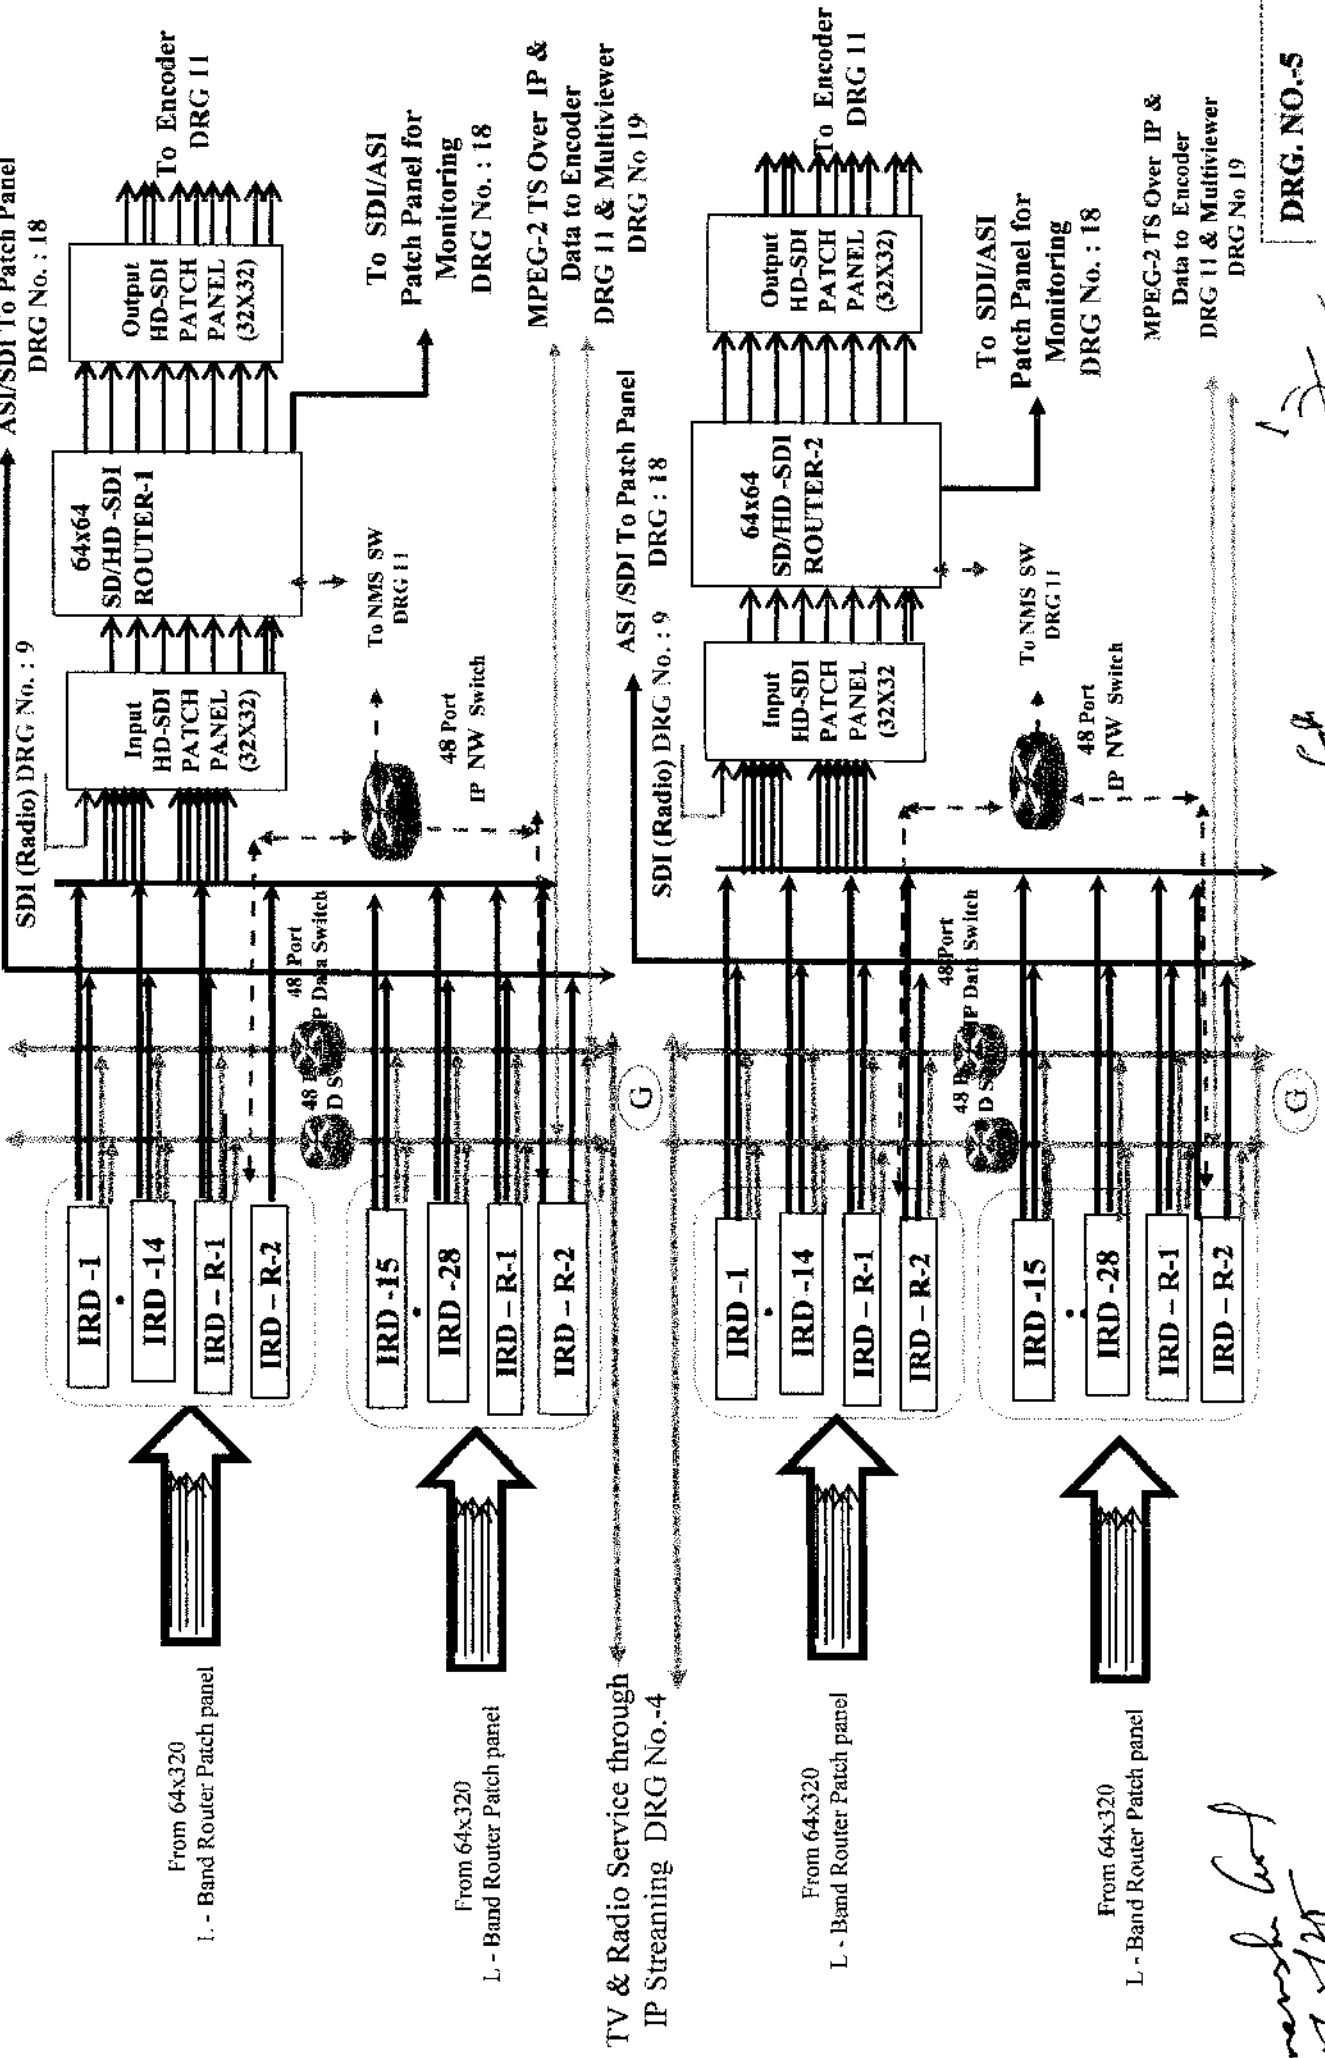 From 64x320
L - Band Router Patch panel
IRD -1
IRD -14
IRD – R-1
IRD – R-2
48 Port
IP Data Switch
SDI (Radio) DRG No. : 9
ASI/SDI To Patch Panel
DRG No. : 18
Input
HD-SDI
PATCH
PANEL
(32X32)
64x64
SD/HD -SDI
ROUTER-1
Output
HD-SDI
PATCH
PANEL
(32X32)
To Encoder
DRG 11
From 64x320
L - Band Router Patch panel
IRD -15
IRD -28
IRD – R-1
IRD – R-2
48 Port
IP NW Switch
To NMS SW
DRG 11
To SDI/ASI
Patch Panel for
Monitoring
DRG No. : 18
MPEG-2 TS Over IP &
Data to Encoder
DRG 11 & Multiviewer
DRG No 19
TV & Radio Service through
IP Streaming DRG No.-4
G
From 64x320
L - Band Router Patch panel
IRD -1
IRD -14
IRD – R-1
IRD – R-2
48Port
IP Data Switch
SDI (Radio) DRG No. : 9
ASI /SDI To Patch Panel
DRG : 18
Input
HD-SDI
PATCH
PANEL
(32X32
64x64
SD/HD -SDI
ROUTER-2
Output
HD-SDI
PATCH
PANEL
(32X32)
To Encoder
DRG 11
From 64x320
L - Band Router Patch panel
IRD -15
IRD -28
IRD – R-1
IRD – R-2
48 Port
IP NW Switch
To NMS SW
DRG 11
To SDI/ASI
Patch Panel for
Monitoring
DRG No. : 18
MPEG-2 TS Over IP &
Data to Encoder
DRG 11 & Multiviewer
DRG No 19
G
DRG. NO.-5